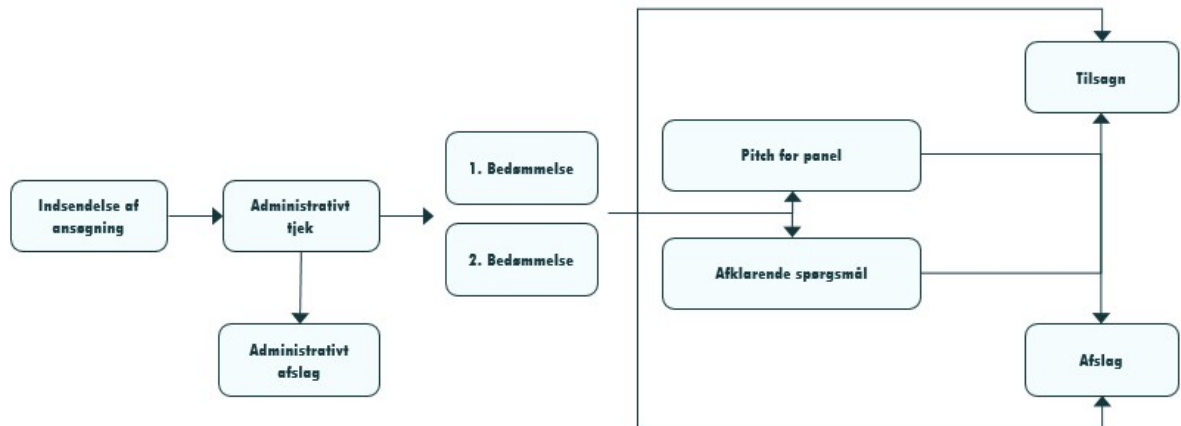 Indsendelse af
ansøgning
Administrativt
tjek
Administrativt
afslag
1. Bedømmelse
2. Bedømmelse
Pitch for panel
Afklarende spørgsmål
Tilsagn
Afslag